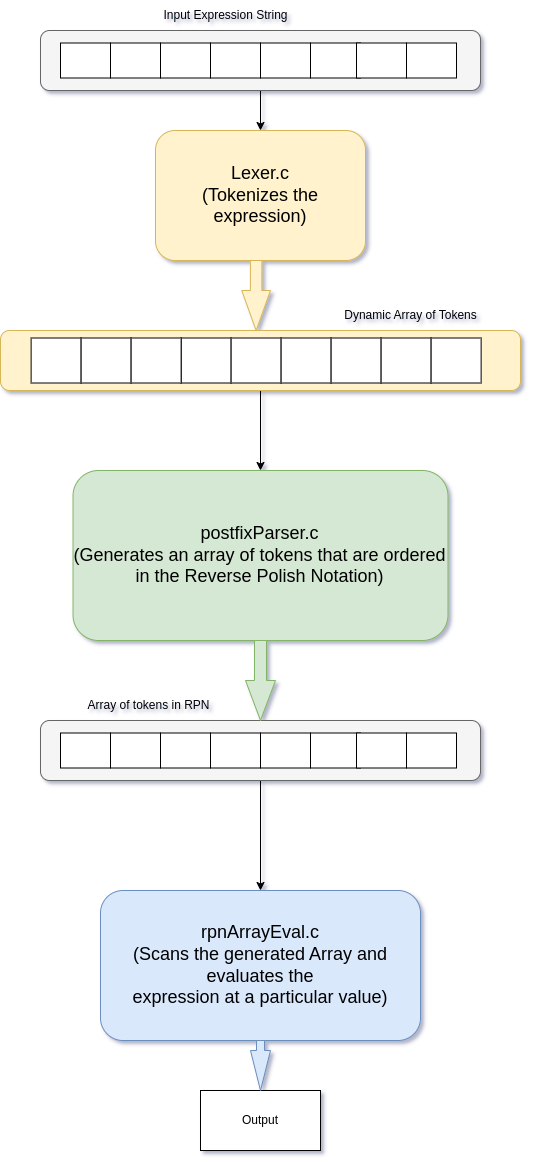 Input Expression String
Lexer.c
(Tokenizes the
expression)
Dynamic Array of Tokens
postfixParser.c
(Generates an array of tokens that are ordered
in the Reverse Polish Notation)
Array of tokens in RPN
rpnArrayEval.c
(Scans the generated Array and
evaluates the
expression at a particular value)
Output